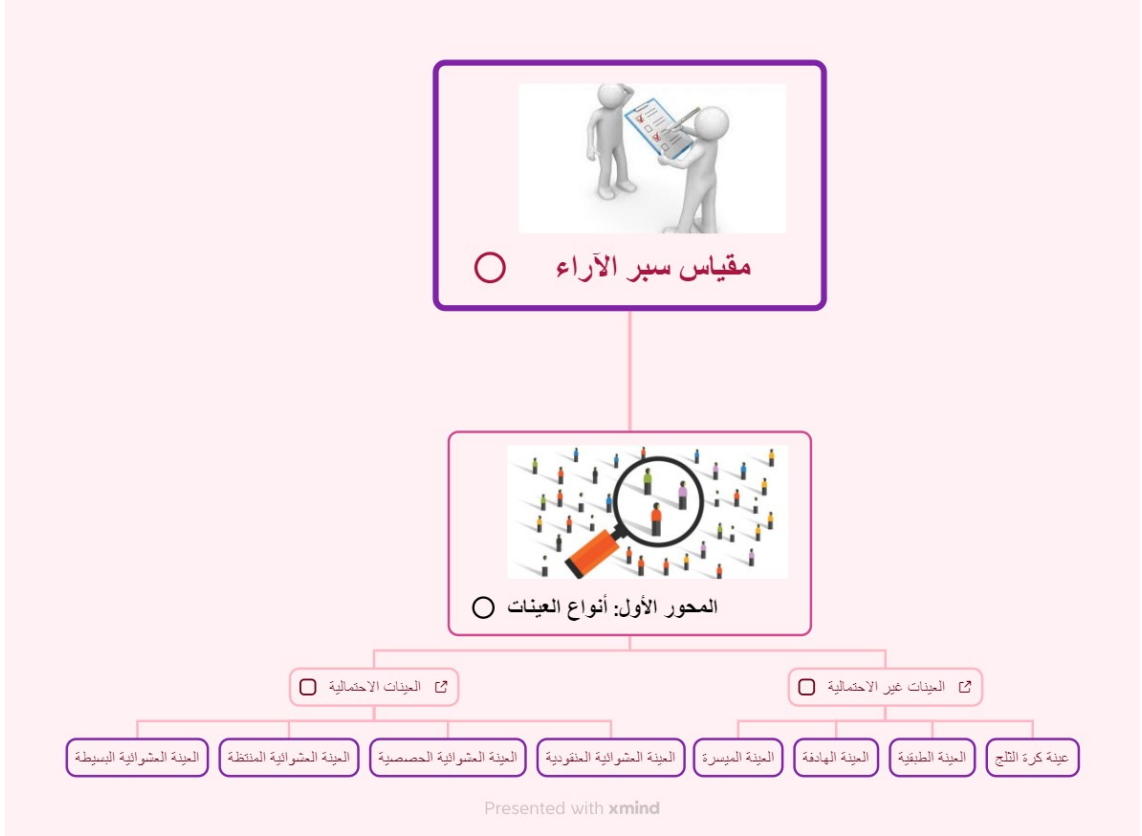 مقياس سبر الآراء
المحور الأول: أنواع العينات
العينات غير الاحتمالية
العينات الاحتمالية
عينة كرة الثلج
العينة الطبقية
العينة الهادفة
العينة الميسرة
العينة العشوائية العنقودية
العينة العشوائية الحصصية
العينة العشوائية المنتظة
العينة العشوائية البسيطة
Presented with xmind